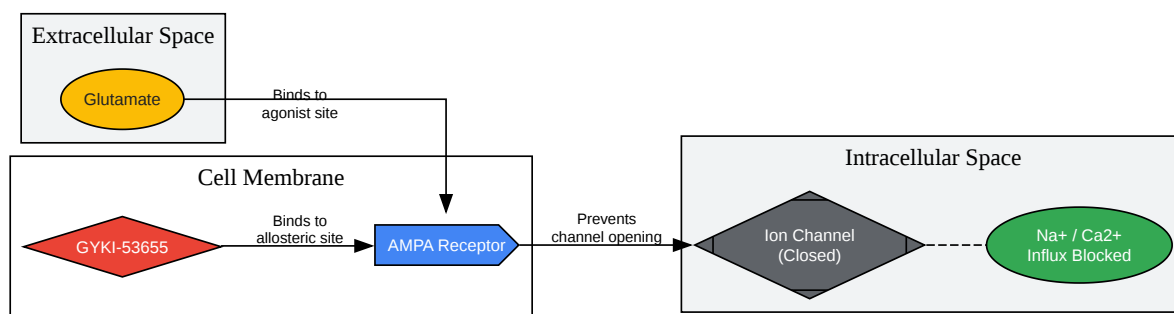 Extracellular Space
Glutamate
Binds to
agonist site
Cell Membrane
GYKI-53655
Binds to
allosteric site
AMPA Receptor
Prevents
channel opening
Intracellular Space
Ion Channel
(Closed)
Na+ / Ca2+
Influx Blocked